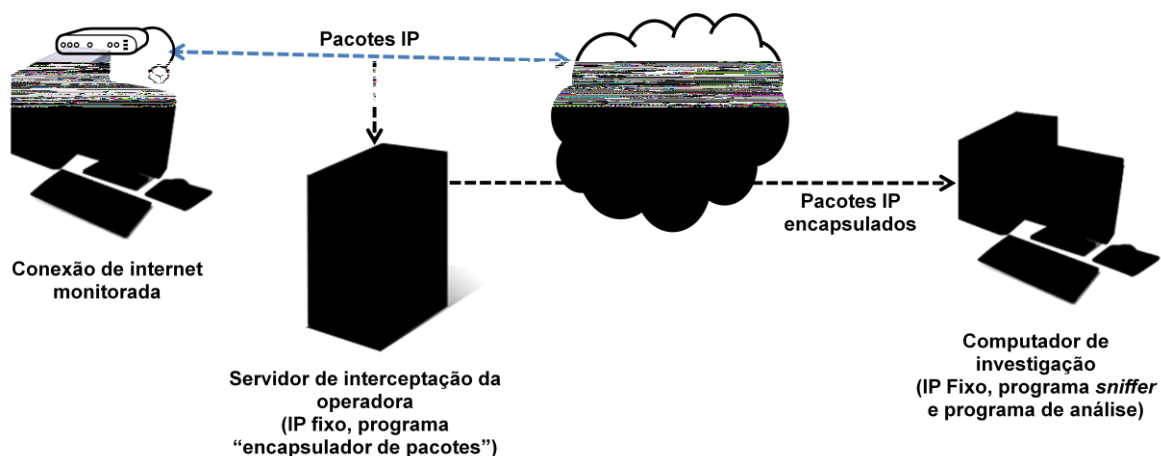 Pacotes IP
Pacotes IP
encapsulados
Conexão de internet
monitorada
Servidor de interceptação da
operadora
(IP fixo, programa
“encapsulador de pacotes”)
Computador de
investigação
(IP Fixo, programa sniffer
e programa de análise)